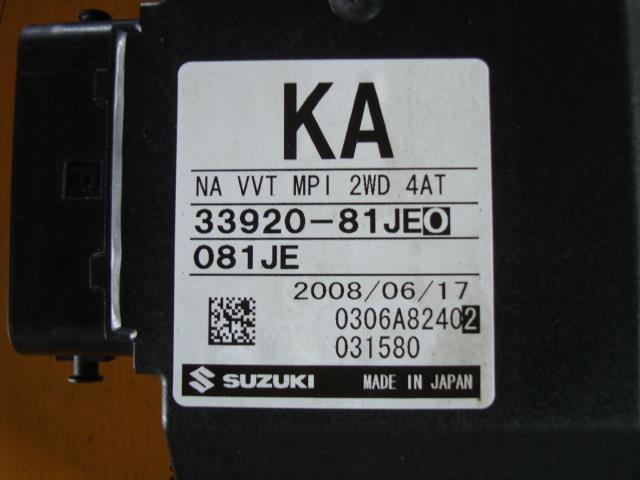 KA
NA VVT MPI 2WD 4AT
33920-81JE0
081JE
2008/06/17
0306A82402
031580
SUZUKI MADE IN JAPAN